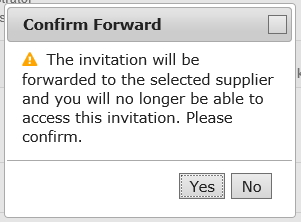 Confirm Forward
The invitation will be
forwarded to the selected supplier
and you will no longer be able to
access this invitation. Please
confirm.
Yes No